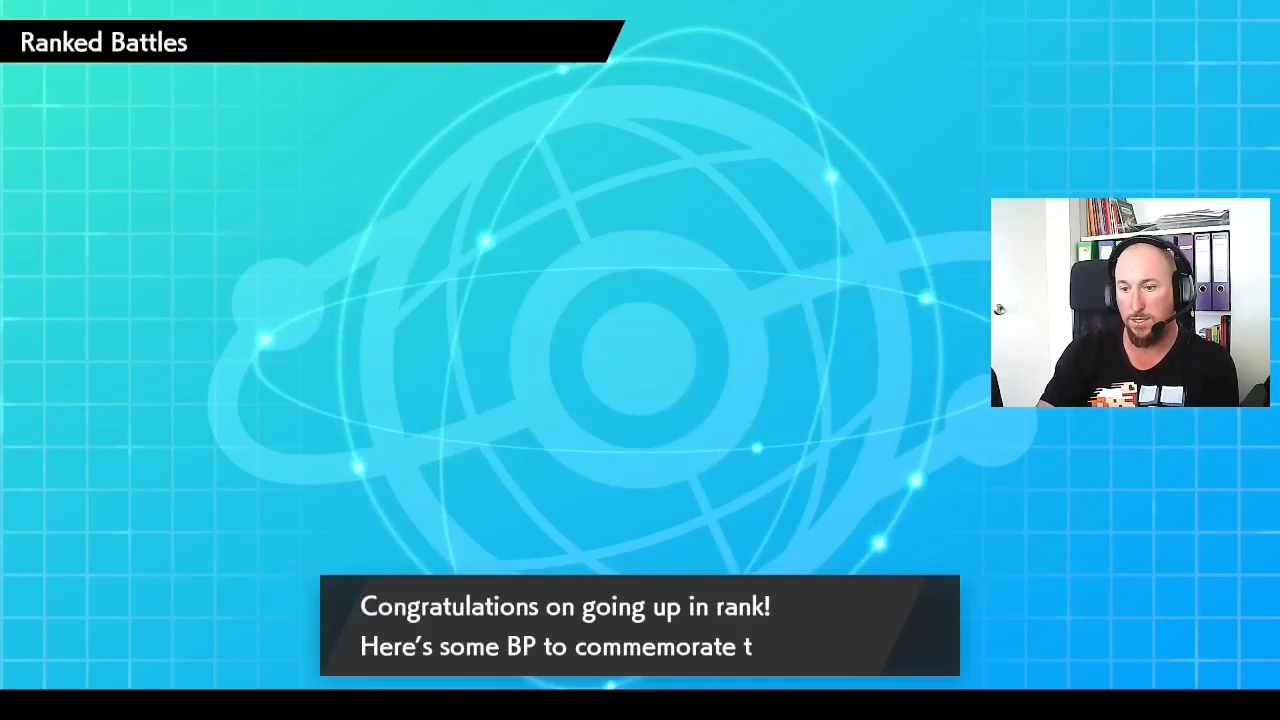 Ranked Battles
Congratulations on going up in rank!
Here's some BP to commemorate t